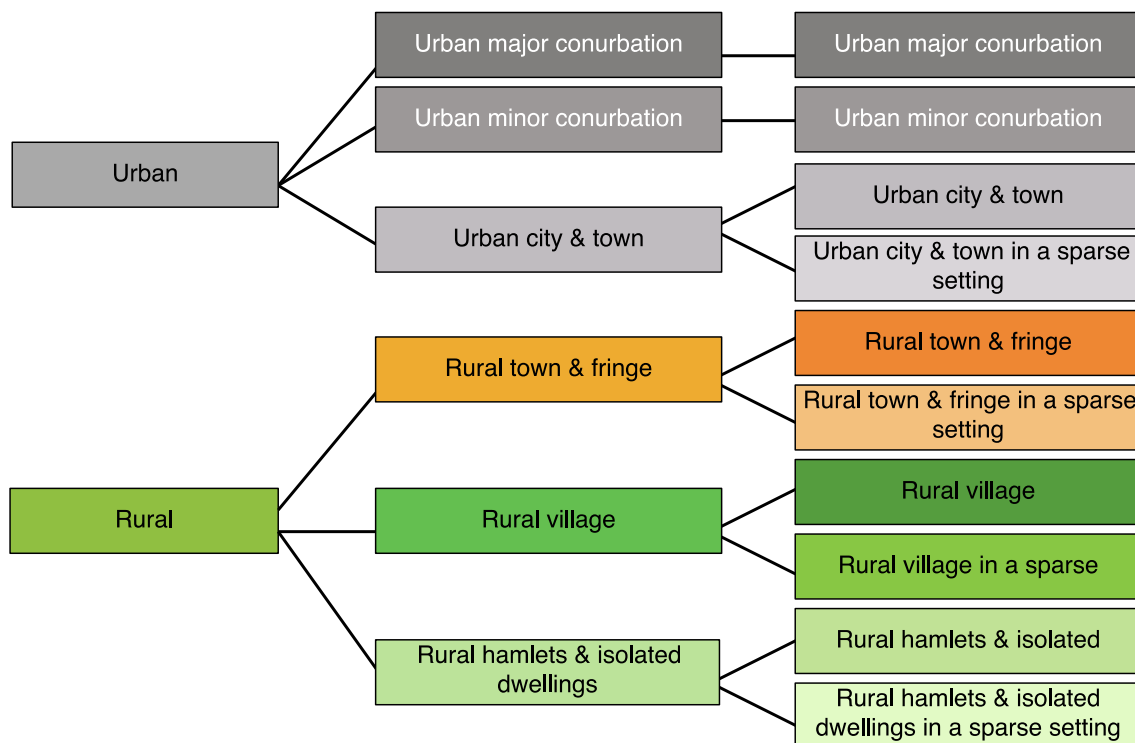 Urban major conurbation
Urban major conurbation
Urban minor conurbation
Urban minor conurbation
Urban
Urban city & town
Urban city & town
Urban city & town in a sparse
setting
Rural town & fringe
Rural town & fringe
Rural town & fringe in a sparse
setting
Rural
Rural village
Rural village
Rural village in a sparse
Rural hamlets & isolated
dwellings
Rural hamlets & isolated
Rural hamlets & isolated
dwellings in a sparse setting